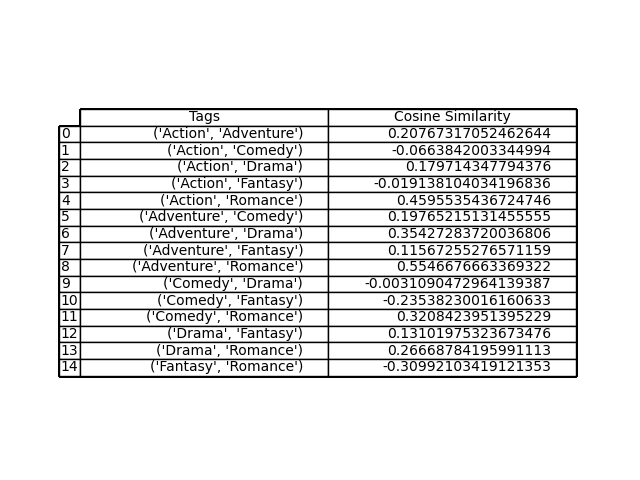 Tags Cosine Similarity
0 ('Action', 'Adventure') 0.20767317052462644
1 ('Action', 'Comedy') -0.0663842003344994
2 ('Action', 'Drama') 0.179714347794376
3 ('Action', 'Fantasy') -0.019138104034196836
4 ('Action', 'Romance') 0.4595535436724746
5 ('Adventure', 'Comedy') 0.19765215131455555
6 ('Adventure', 'Drama') 0.35427283720036806
7 ('Adventure', 'Fantasy') 0.11567255276571159
8 ('Adventure', 'Romance') 0.5546676663369322
9 ('Comedy', 'Drama') -0.0031090472964139387
10 ('Comedy', 'Fantasy') -0.23538230016160633
11 ('Comedy', 'Romance') 0.3208423951395229
12 ('Drama', 'Fantasy') 0.13101975323673476
13 ('Drama', 'Romance') 0.26668784195991113
14 ('Fantasy', 'Romance') -0.30992103419121353